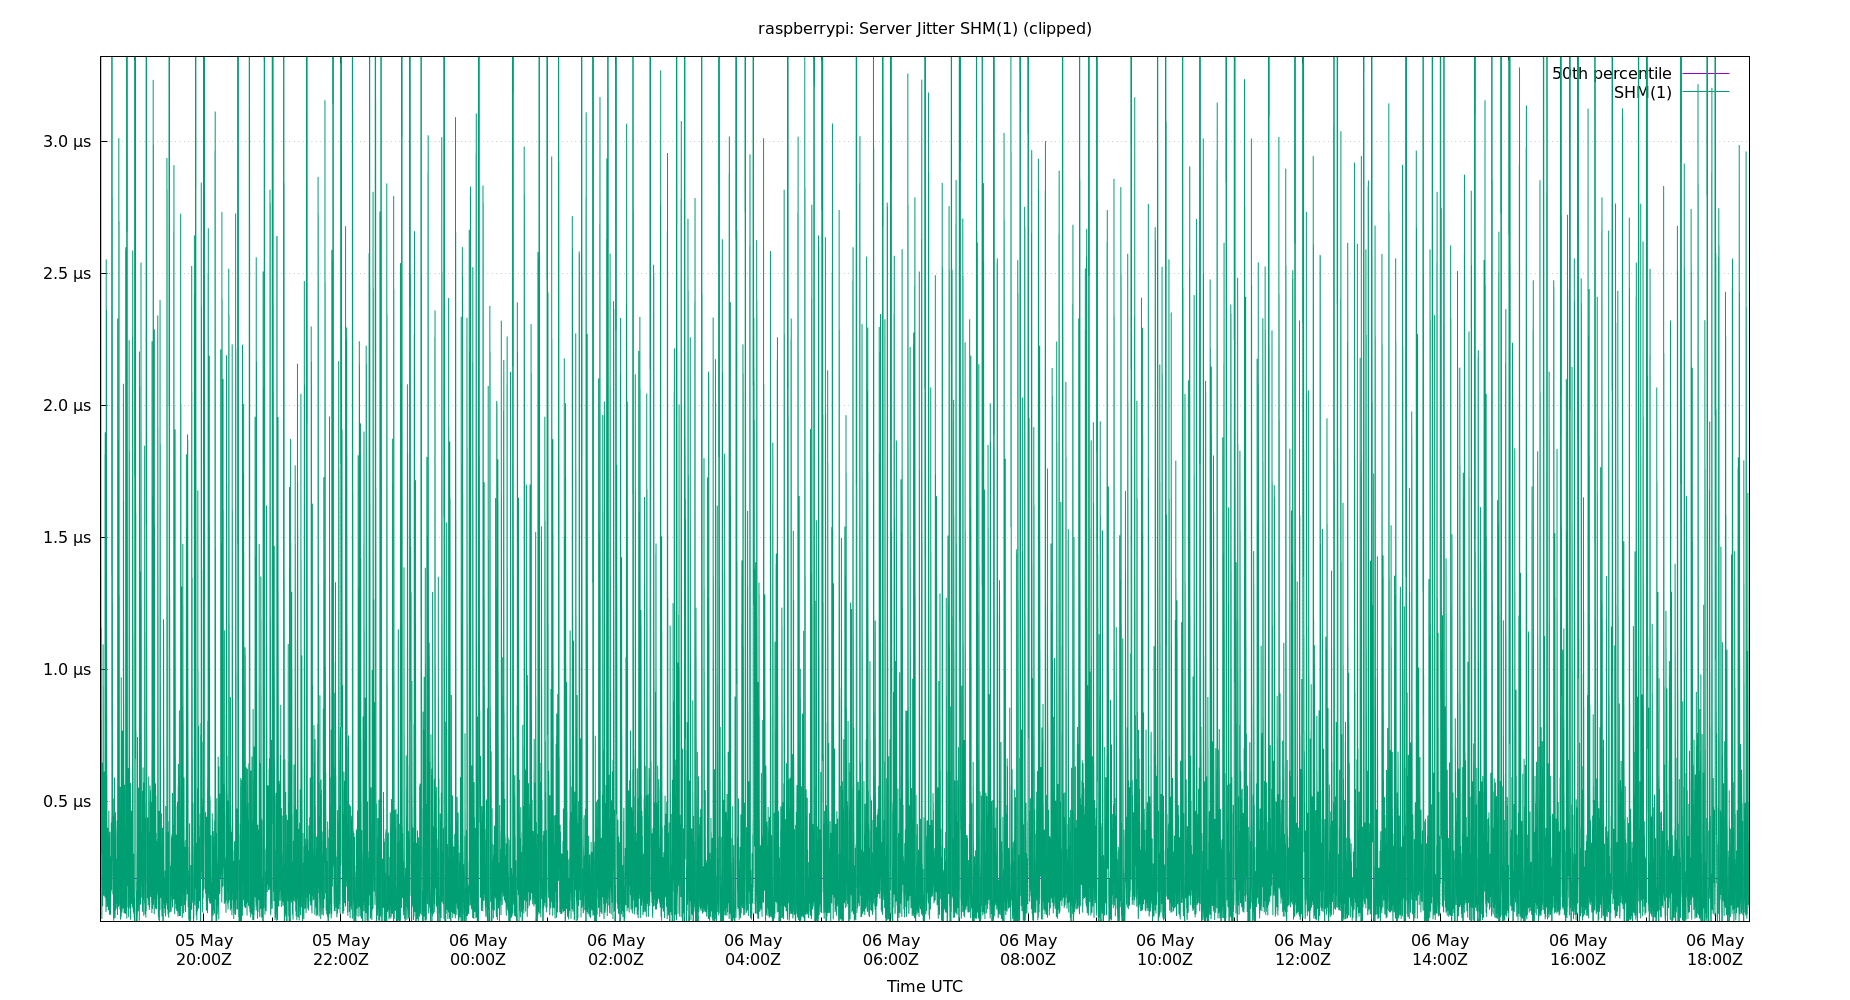 raspberrypi: Server Jitter SHM(1) (clipped)
50th percentile
SHM(1)
3.0 µs
2.5 µs
2.0 µs
1.5 µs
1.0 µs
0.5 µs
05 May 05 May 06 May 06 May 06 May 06 May 06 May 06 May 06 May 06 May 06 May 06 May
20:00Z 22:00Z 00:00Z 02:00Z 04:00Z 06:00Z 08:00Z 10:00Z 12:00Z 14:00Z 16:00Z 18:00Z
Time UTC